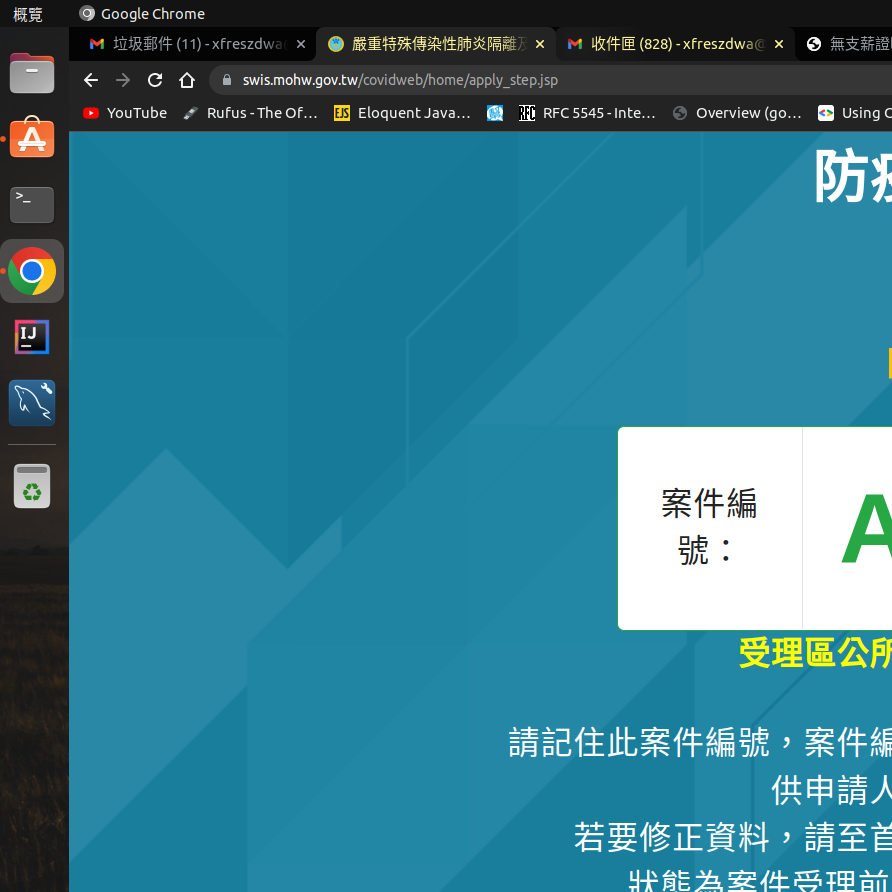 概覽 Google Chrome
垃圾郵件 (11) - xfreszdwa
嚴重特殊傳染性肺炎隔離及
收件匣 (828) - xfreszdwa@
無支薪證
swis.mohw.gov.tw/covidweb/home/apply_step.jsp
YouTube
Rufus - The Of…
EJS
Eloquent Java…
RFC 5545 - Inte…
Overview (go…
Using
防疫
案件編
號：
A
受理區公所
請記住此案件編號，案件編
供申請人
若要修正資料，請至首
狀態為案件受理前
IJ
>_